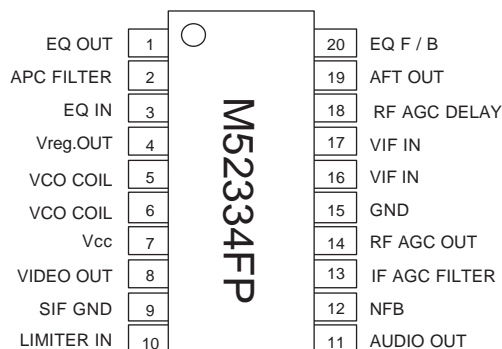 EQ OUT 1 20 EQ F / B
APC FILTER 2 19 AFT OUT
EQ IN 3 18 RF AGC DELAY
Vreg.OUT 4 17 VIF IN
VCO COIL 5 16 VIF IN
VCO COIL 6 15 GND
Vcc 7 14 RF AGC OUT
VIDEO OUT 8 13 IF AGC FILTER
SIF GND 9 12 NFB
LIMITER IN 10 11 AUDIO OUT
M52334FP